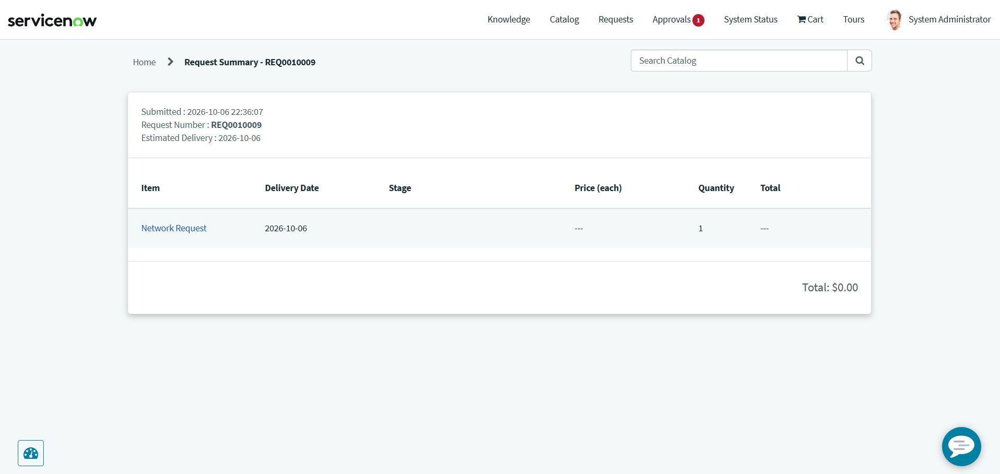 servicenow
Knowledge Catalog Requests Approvals 1 System Status Cart Tours System Administrator
Home Request Summary - REQ0010009 Search Catalog
Submitted : 2026-10-06 22:36:07
Request Number : REQ0010009
Estimated Delivery : 2026-10-06
Item Delivery Date Stage Price (each) Quantity Total
Network Request 2026-10-06 --- 1 ---
Total: $0.00